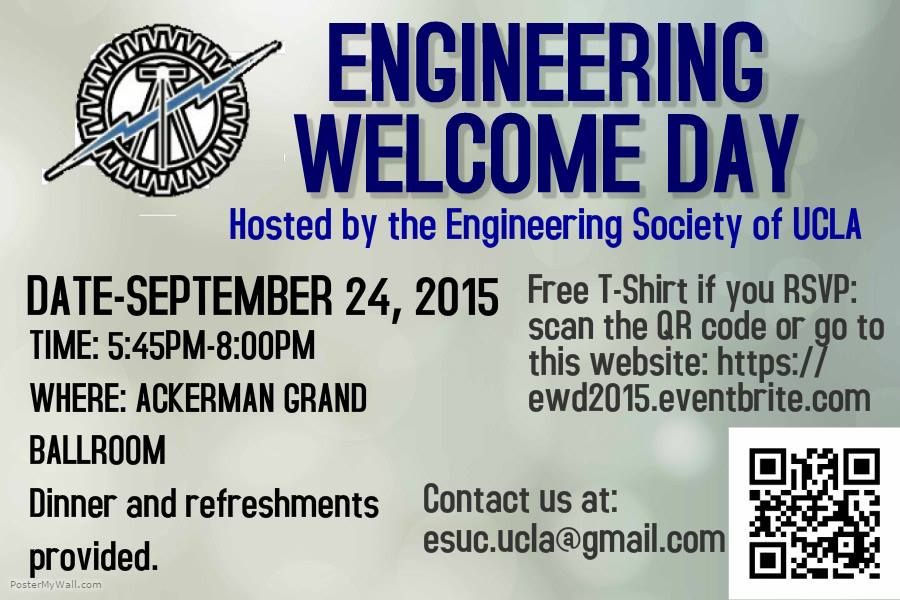 ENGINEERING
WELCOME DAY
Hosted by the Engineering Society of UCLA
DATE-SEPTEMBER 24, 2015
TIME: 5:45PM-8:00PM
WHERE: ACKERMAN GRAND
BALLROOM
Dinner and refreshments
provided.
Free T-Shirt if you RSVP:
scan the QR code or go to
this website: https://
ewd2015.eventbrite.com
Contact us at:
esuc.ucla@gmail.com
PosterMyWall.com